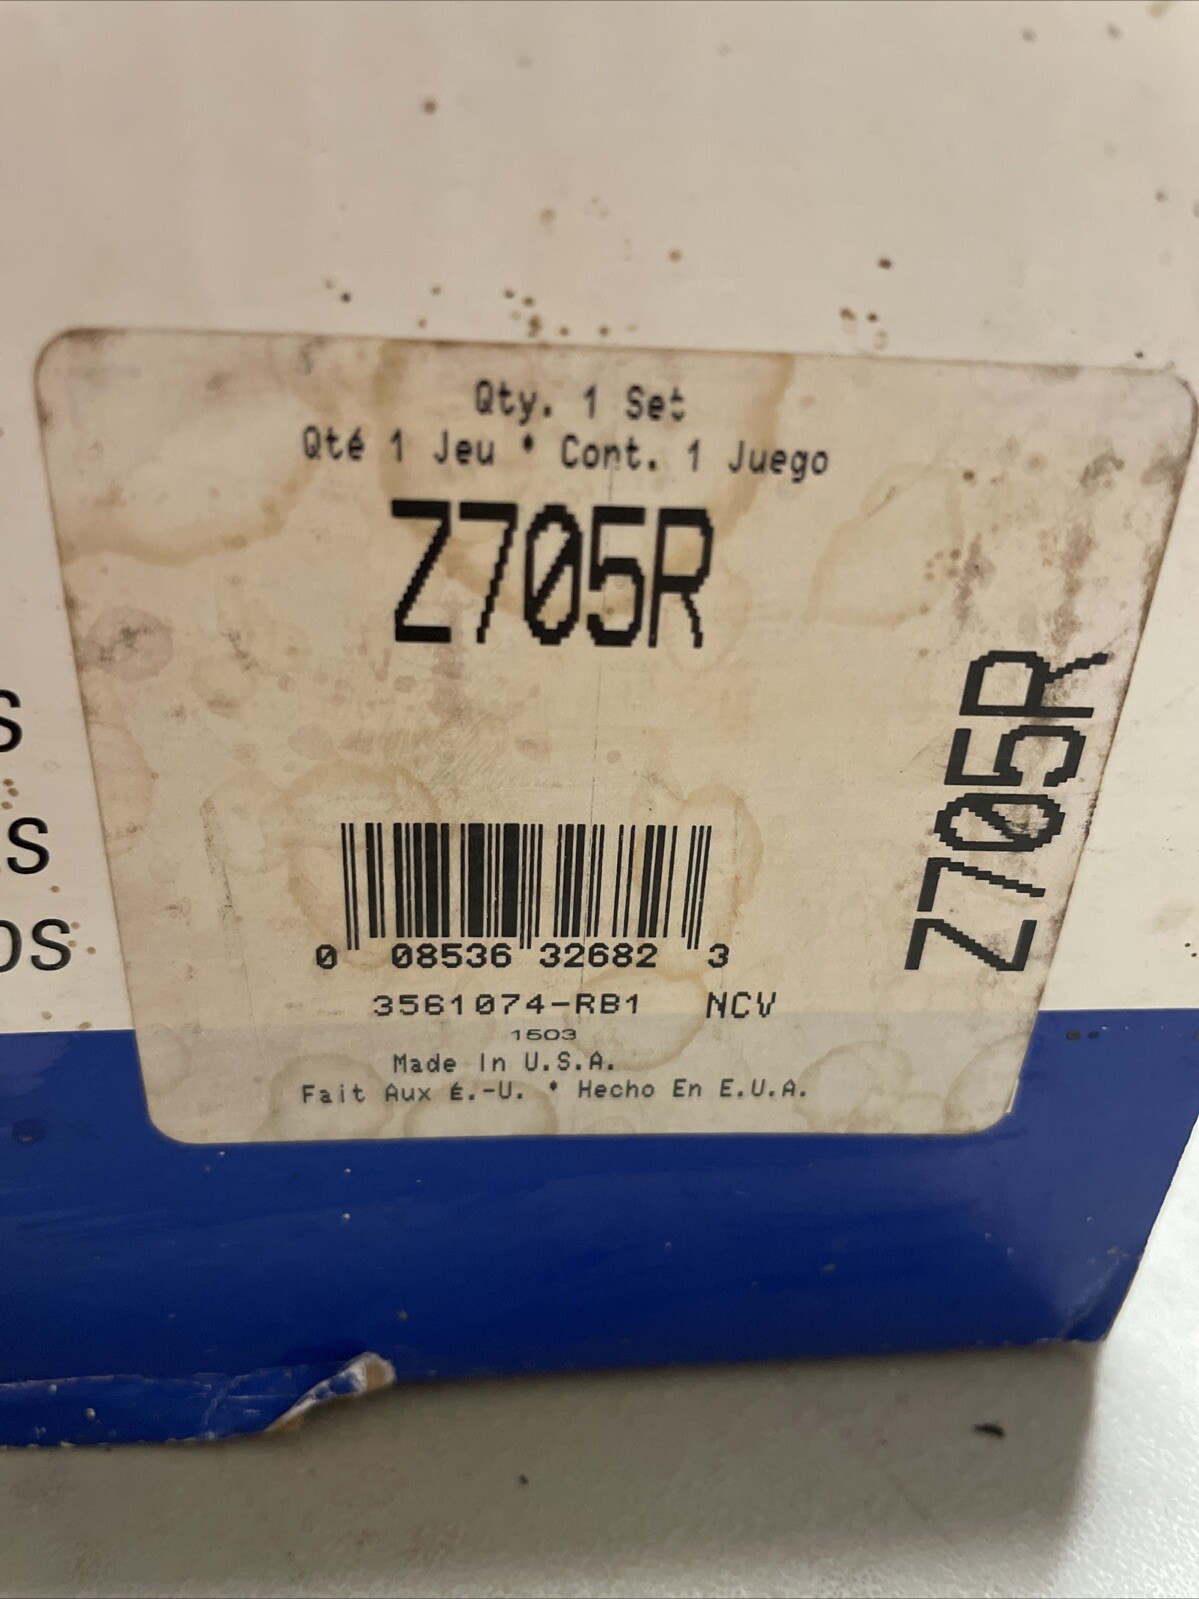 Qty. 1 Set
Qté 1 Jeu • Cont. 1 Juego
Z705R
Z705R
S
S
OS
0 08536 32682 3
3561074-RB1 NCV
1503
Made In U.S.A.
Fait Aux É.-U. • Hecho En E.U.A.